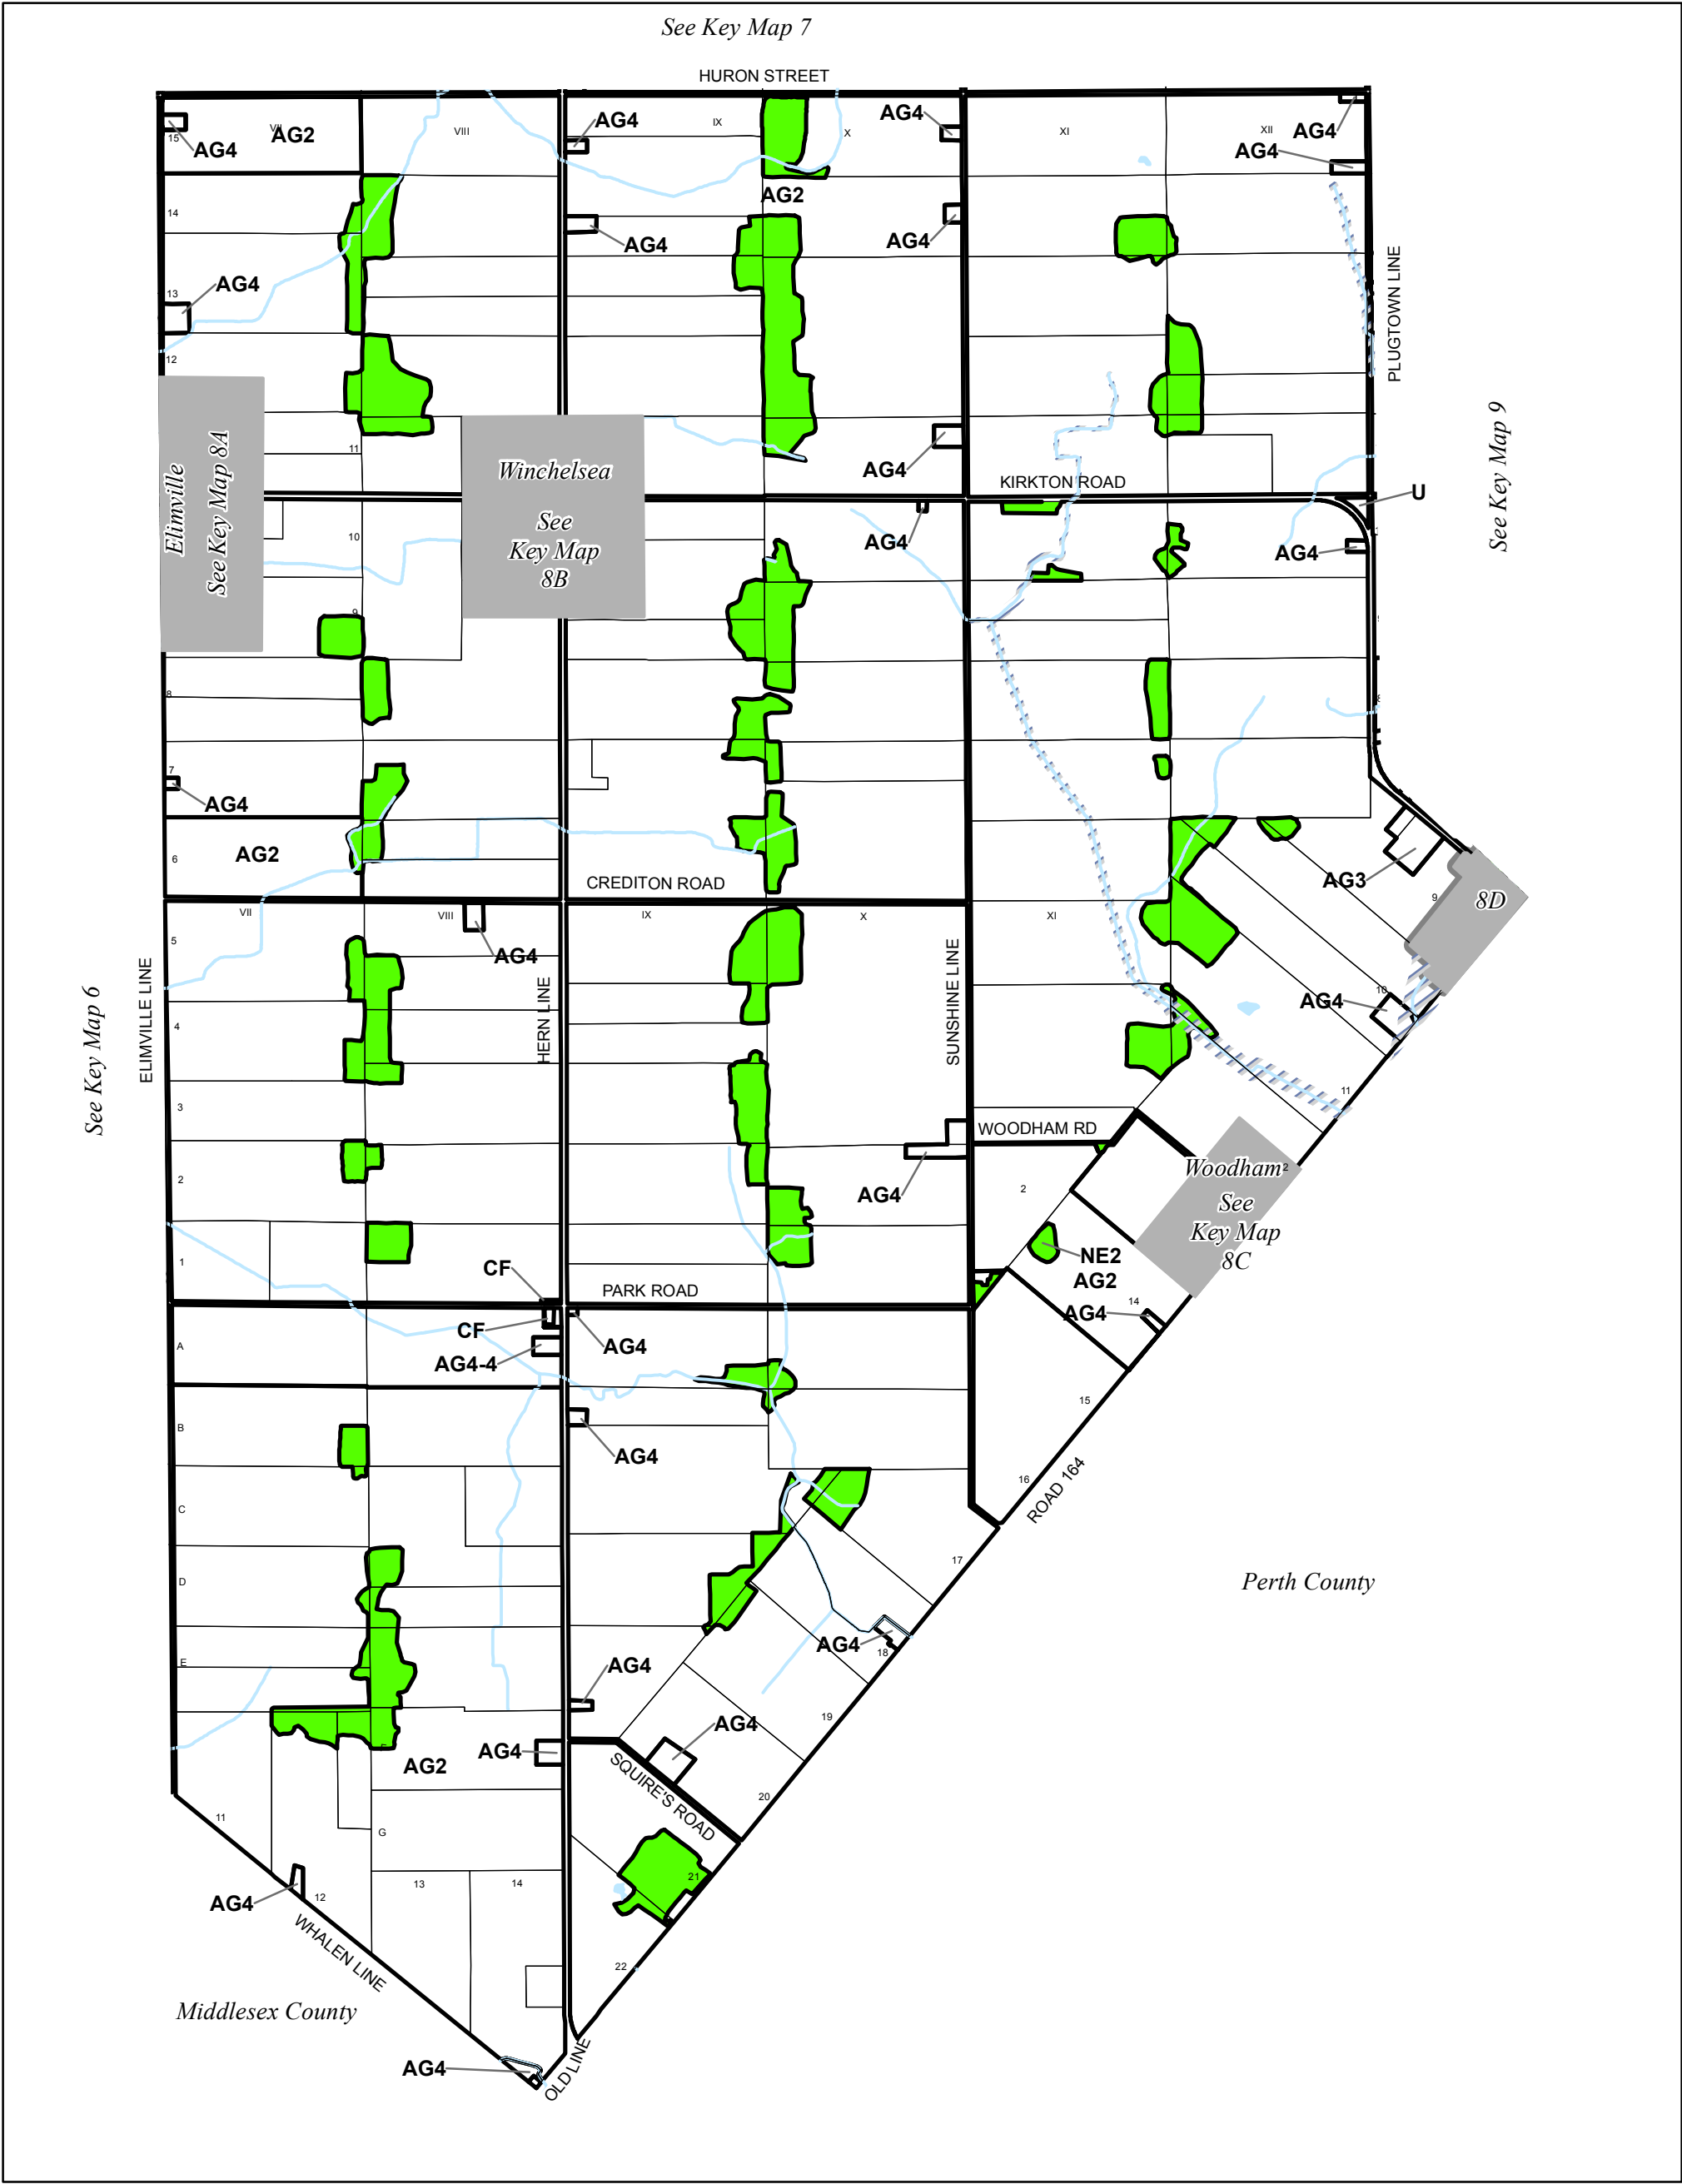 See Key Map 7
HURON STREET
AG4
AG4
IX
AG4
XII
AG4
15
VII
AG2
VIII
X
XI
AG4
AG4
AG2
14
AG4
AG4
PLUGTOWN LINE
AG4
13
12
See Key Map 9
Elimville
See Key Map 8A
11
Winchelsea
AG4
KIRKTON ROAD
U
See
Key Map
8B
10
AG4
AG4
9
8
7
AG4
6
AG2
CREDITON ROAD
AG3
9
8D
VII
VIII
IX
X
XI
5
AG4
ELIMVILLE LINE
HERN LINE
SUNSHINE LINE
See Key Map 6
10
AG4
4
11
3
WOODHAM RD
Woodham
2
2
2
AG4
See
Key Map
8C
NE2
AG2
1
CF
PARK ROAD
14
AG4
CF
AG4
A
AG4-4
15
B
AG4
16
ROAD 164
C
17
D
Perth County
AG4
18
E
AG4
19
AG4
F
AG2
AG4
SQUIRE'S ROAD
20
11
G
21
13
14
AG4
12
WHALEN LINE
22
Middlesex County
AG4
OLD LINE